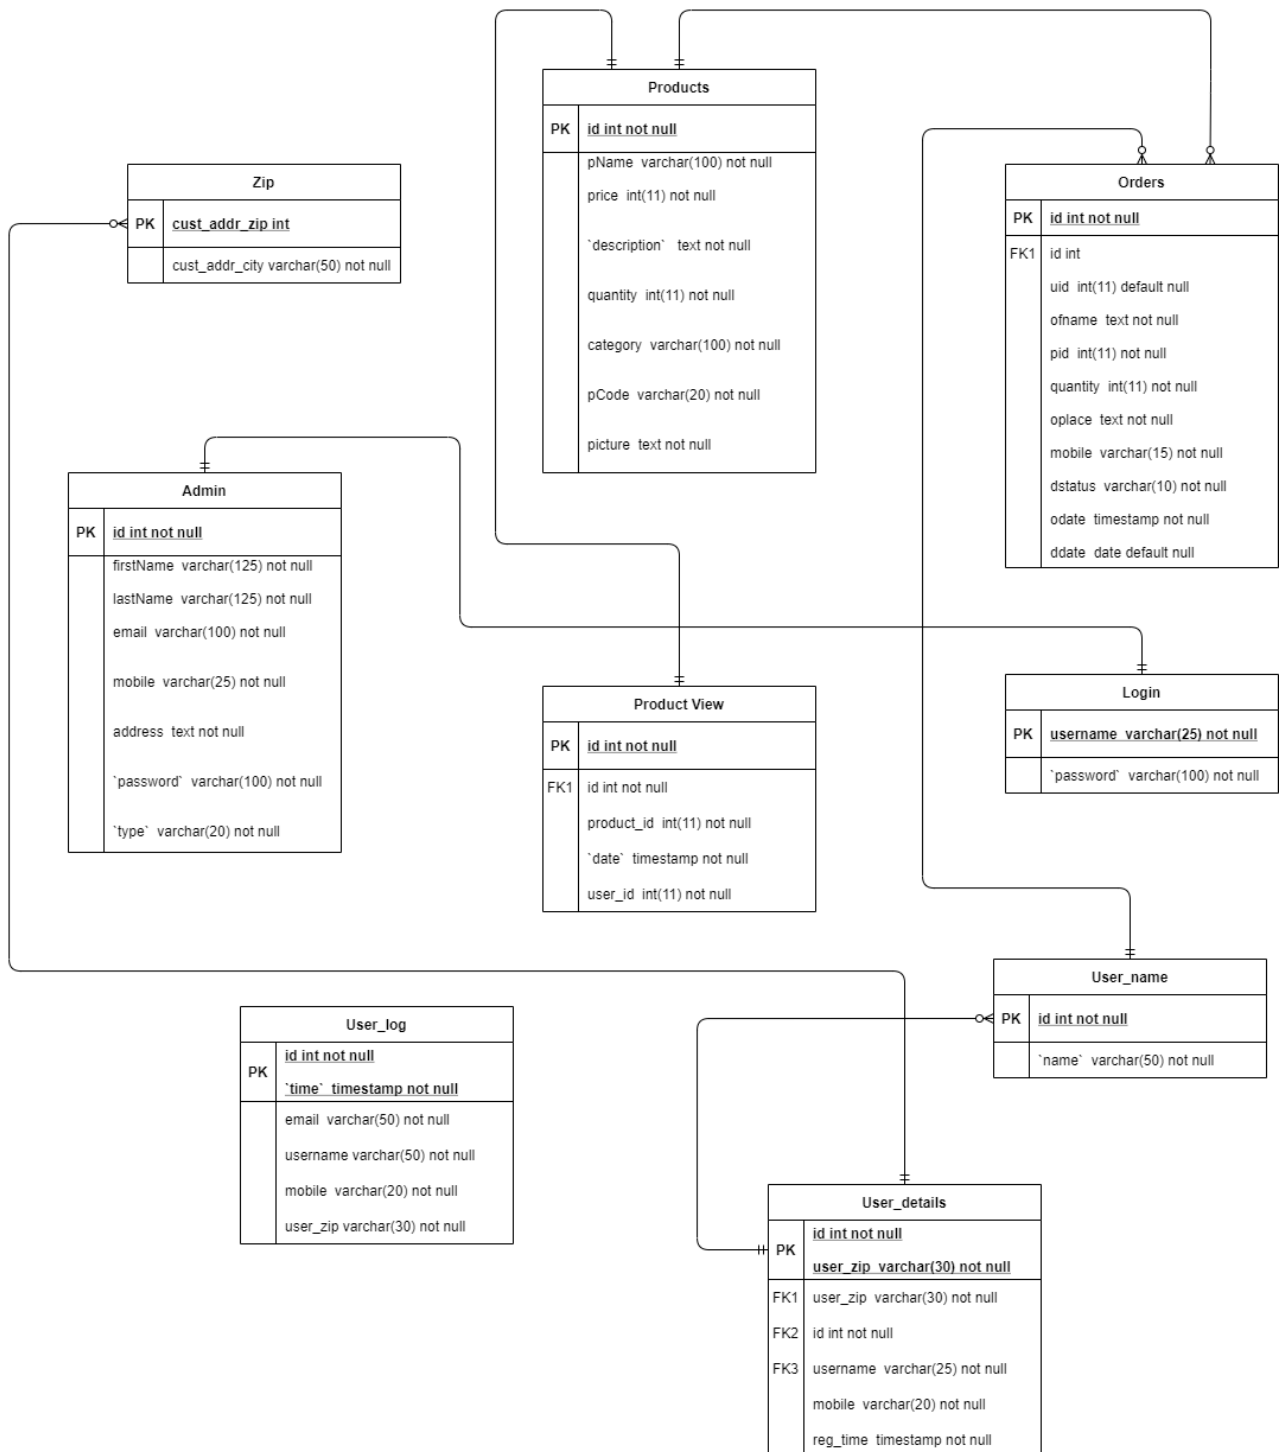 Products
PK id int not null
pName varchar(100) not null
price int(11) not null
`description` text not null
quantity int(11) not null
category varchar(100) not null
pCode varchar(20) not null
picture text not null
Zip
PK cust_addr_zip int
cust_addr_city varchar(50) not null
Orders
PK id int not null
FK1 id int
uid int(11) default null
ofname text not null
pid int(11) not null
quantity int(11) not null
oplace text not null
mobile varchar(15) not null
dstatus varchar(10) not null
odate timestamp not null
ddate date default null
Admin
PK id int not null
firstName varchar(125) not null
lastName varchar(125) not null
email varchar(100) not null
mobile varchar(25) not null
address text not null
`password` varchar(100) not null
`type` varchar(20) not null
Product View
PK id int not null
FK1 id int not null
product_id int(11) not null
`date` timestamp not null
user_id int(11) not null
Login
PK username varchar(25) not null
`password` varchar(100) not null
User_name
PK id int not null
`name` varchar(50) not null
User_log
PK id int not null
`time` timestamp not null
email varchar(50) not null
username varchar(50) not null
mobile varchar(20) not null
user_zip varchar(30) not null
User_details
PK id int not null
user_zip varchar(30) not null
FK1 user_zip varchar(30) not null
FK2 id int not null
FK3 username varchar(25) not null
mobile varchar(20) not null
reg_time timestamp not null